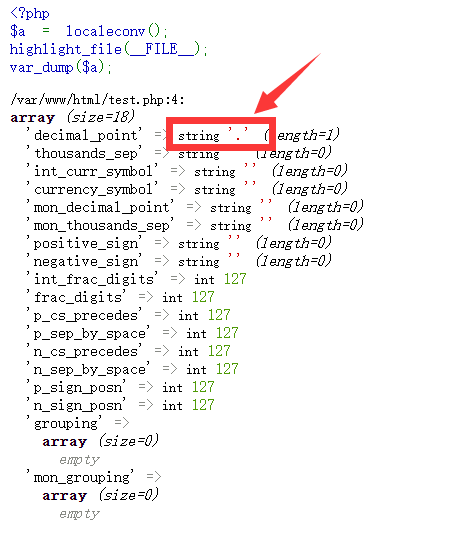 <?php
$a = localeconv();
highlight_file(__FILE__);
var_dump($a);
/var/www/html/test.php:4:
array (size=18)
'decimal_point' => string '.' (length=1)
'thousands_sep' => string '' (length=0)
'int_curr_symbol' => string '' (length=0)
'currency_symbol' => string '' (length=0)
'mon_decimal_point' => string '' (length=0)
'mon_thousands_sep' => string '' (length=0)
'positive_sign' => string '' (length=0)
'negative_sign' => string '' (length=0)
'int_frac_digits' => int 127
'frac_digits' => int 127
'p_cs_precedes' => int 127
'p_sep_by_space' => int 127
'n_cs_precedes' => int 127
'n_sep_by_space' => int 127
'p_sign_posn' => int 127
'n_sign_posn' => int 127
'grouping' =>
array (size=0)
empty
'mon_grouping' =>
array (size=0)
empty